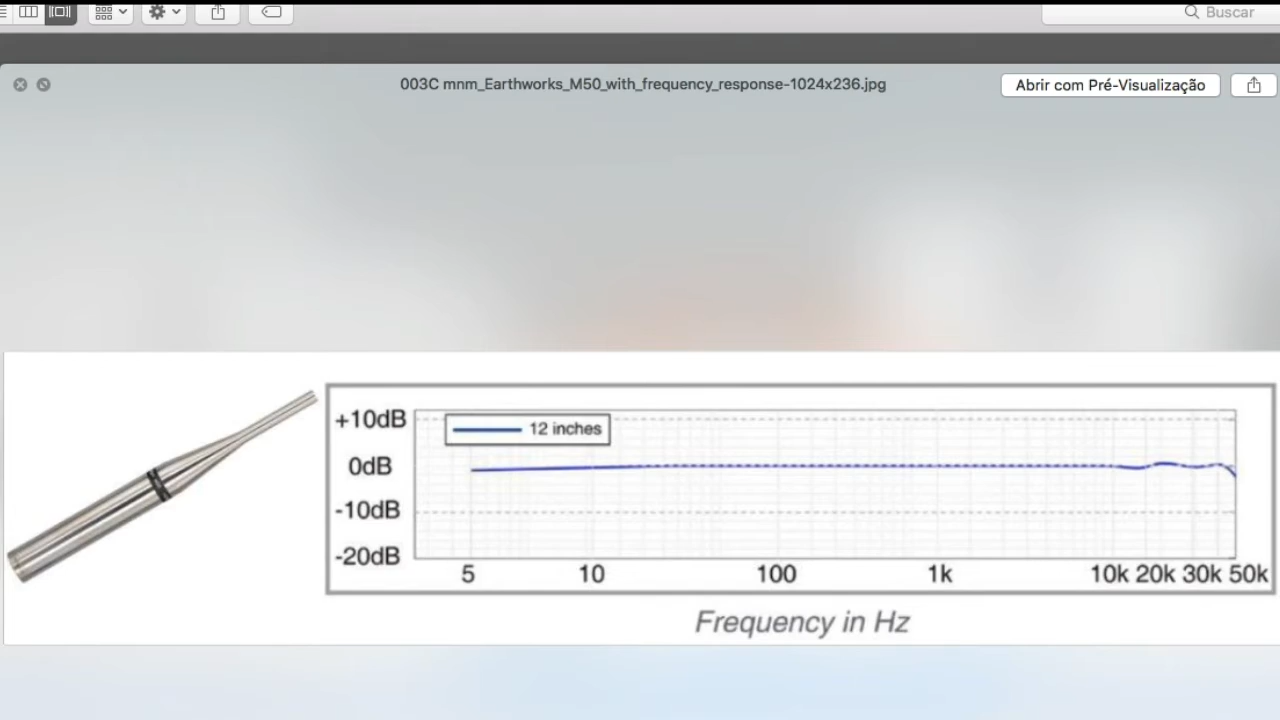 Buscar
003C mnm_Earthworks_M50_with_frequency_response-1024x236.jpg
Abrir com Pré-Visualização
+10dB
12 inches
0dB
-10dB
-20dB
5 10 100 1k 10k 20k 30k 50k
Frequency in Hz